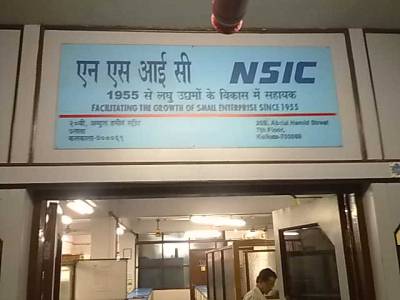 एन एस आई सी NSIC
1955 से लघु उद्यमों के विकास में सहायक
FACILITATING THE GROWTH OF SMALL ENTERPRISE SINCE 1955
20B, Abdul Hamid Street
7th Floor,
Kolkata-700069